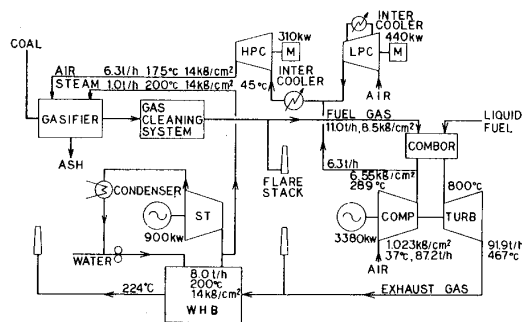 COAL
HPC
310kw
M
INTER
COOLER
LPC
440kw
M
AIR 6.3t/h 175℃ 14kg/cm²
STEAM 1.0t/h 200℃ 14kg/cm²
45℃
INTER
COOLER
AIR
GASIFIER
ASH
GAS
CLEANING
SYSTEM
FUEL GAS
11.0t/h, 8.5kg/cm²
LIQUID
FUEL
COMBOR
FLARE
STACK
6.3t/h
6.55kg/cm²
289℃
800℃
CONDENSER
ST
900kw
3380kw
COMP
TURB
1.023kg/cm²
37℃, 87.2t/h
AIR
91.9t/h
467℃
WATER
8.0t/h
200℃
14kg/cm²
WHB
224℃
EXHAUST GAS